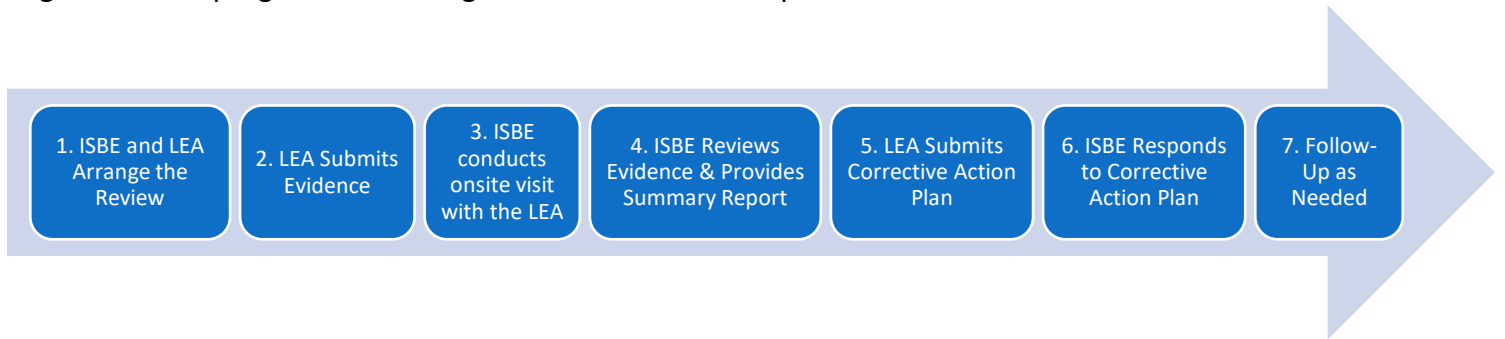 1. ISBE and LEA
Arrange the
Review
2. LEA Submits
Evidence
3. ISBE
conducts
onsite visit
with the LEA
4. ISBE Reviews
Evidence & Provides
Summary Report
5. LEA Submits
Corrective Action
Plan
6. ISBE Responds
to Corrective
Action Plan
7. Follow-
Up as
Needed